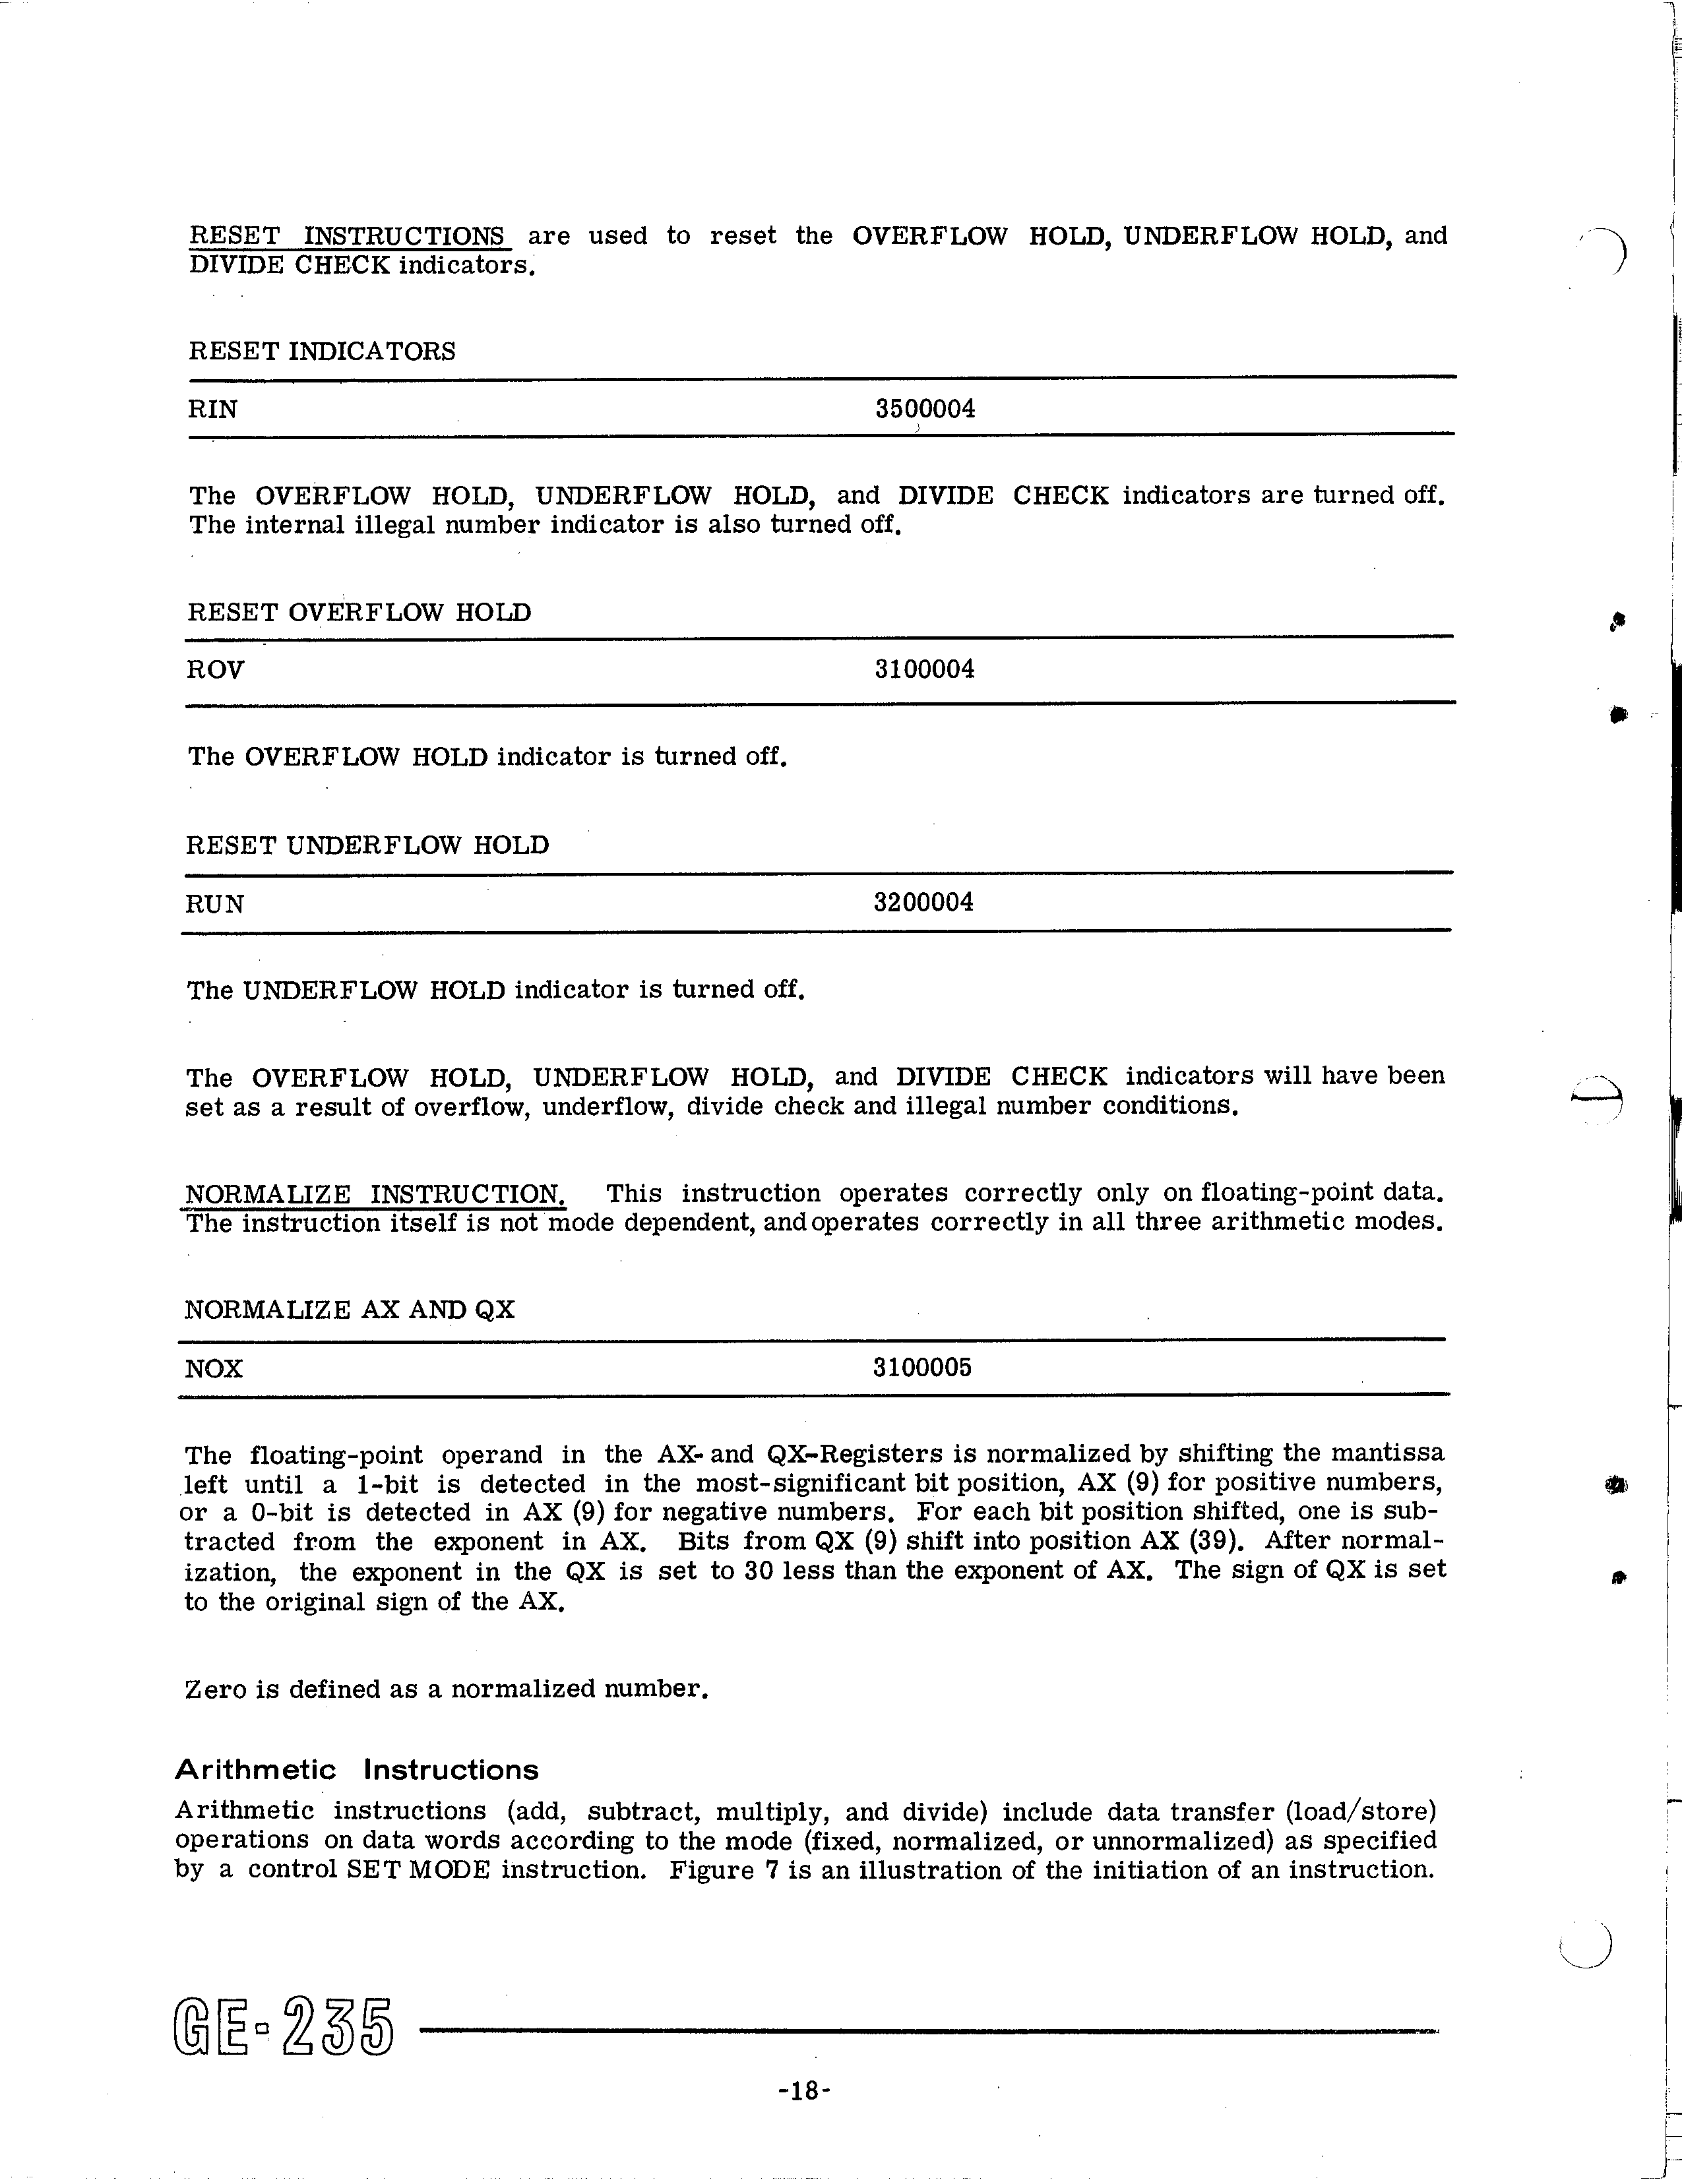 RESET INSTRUCTIONS are used to reset the OVERFLOW HOLD, UNDERFLOW HOLD, and
DIVIDE CHECK indicators.
RESET INDICATORS
RIN 3500004
The OVERFLOW HOLD, UNDERFLOW HOLD, and DIVIDE CHECK indicators are turned off.
The internal illegal number indicator is also turned off.
RESET OVERFLOW HOLD
ROV 3100004
The OVERFLOW HOLD indicator is turned off.
RESET UNDERFLOW HOLD
RUN 3200004
The UNDERFLOW HOLD indicator is turned off.
The OVERFLOW HOLD, UNDERFLOW HOLD, and DIVIDE CHECK indicators will have been
set as a result of overflow, underflow, divide check and illegal number conditions.
NORMALIZE INSTRUCTION. This instruction operates correctly only on floating-point data.
The instruction itself is not mode dependent, and operates correctly in all three arithmetic modes.
NORMALIZE AX AND QX
NOX 3100005
The floating-point operand in the AX- and QX-Registers is normalized by shifting the mantissa
left until a 1-bit is detected in the most-significant bit position, AX (9) for positive numbers,
or a 0-bit is detected in AX (9) for negative numbers. For each bit position shifted, one is sub-
tracted from the exponent in AX. Bits from QX (9) shift into position AX (39). After normal-
ization, the exponent in the QX is set to 30 less than the exponent of AX. The sign of QX is set
to the original sign of the AX.
Zero is defined as a normalized number.
Arithmetic Instructions
Arithmetic instructions (add, subtract, multiply, and divide) include data transfer (load/store)
operations on data words according to the mode (fixed, normalized, or unnormalized) as specified
by a control SET MODE instruction. Figure 7 is an illustration of the initiation of an instruction.
GE-235
-18-